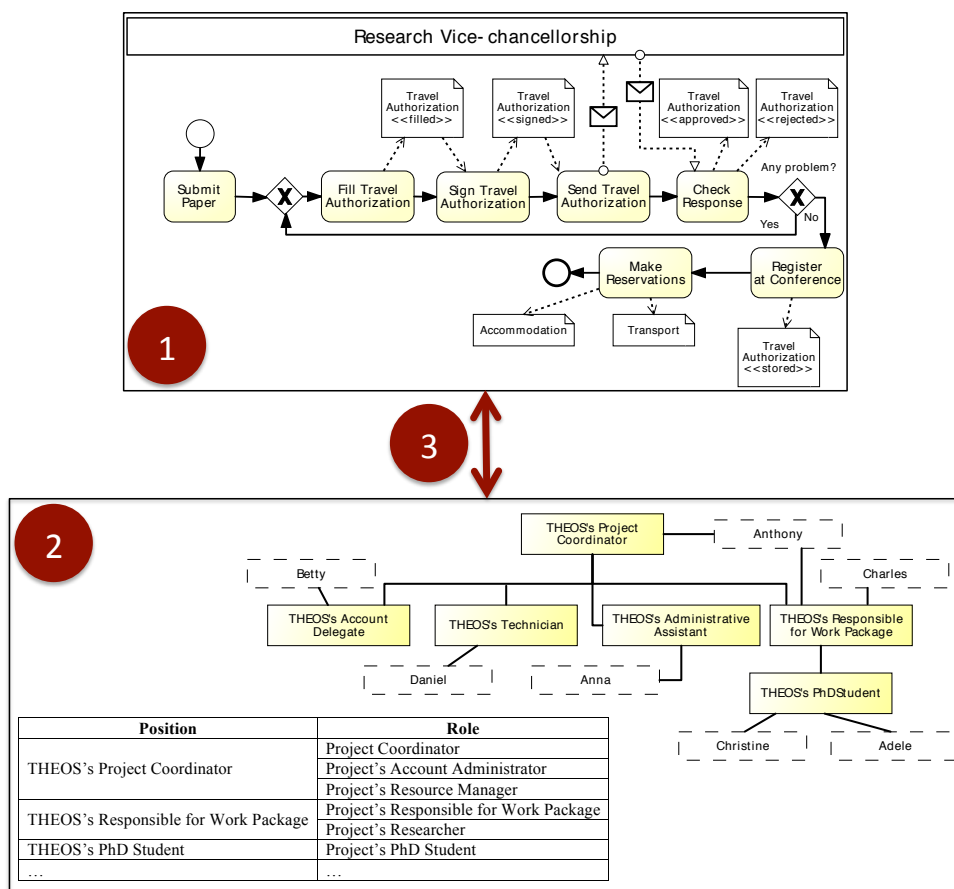 Research Vice- chancellorship
Travel
Authorization
<<filled>>
Travel
Authorization
<<signed>>
Travel
Authorization
<<approved>>
Travel
Authorization
<<rejected>>
Any problem?
Submit
Paper
X
Fill Travel
Authorization
Sign Travel
Authorization
Send Travel
Authorization
Check
Response
X
Yes
No
Make
Reservations
Register
at Conference
Accommodation
Transport
Travel
Authorization
<<stored>>
1
3
2
THEOS's Project
Coordinator
Anthony
Betty
Charles
THEOS's Account
Delegate
THEOS's Technician
THEOS's Administrative
Assistant
THEOS's Responsible
for Work Package
Daniel
Anna
THEOS's PhDStudent
Christine
Adele
Position
Role
THEOS's Project Coordinator
Project Coordinator
Project's Account Administrator
Project's Resource Manager
THEOS's Responsible for Work Package
Project's Responsible for Work Package
Project's Researcher
THEOS's PhD Student
Project's PhD Student
…
…